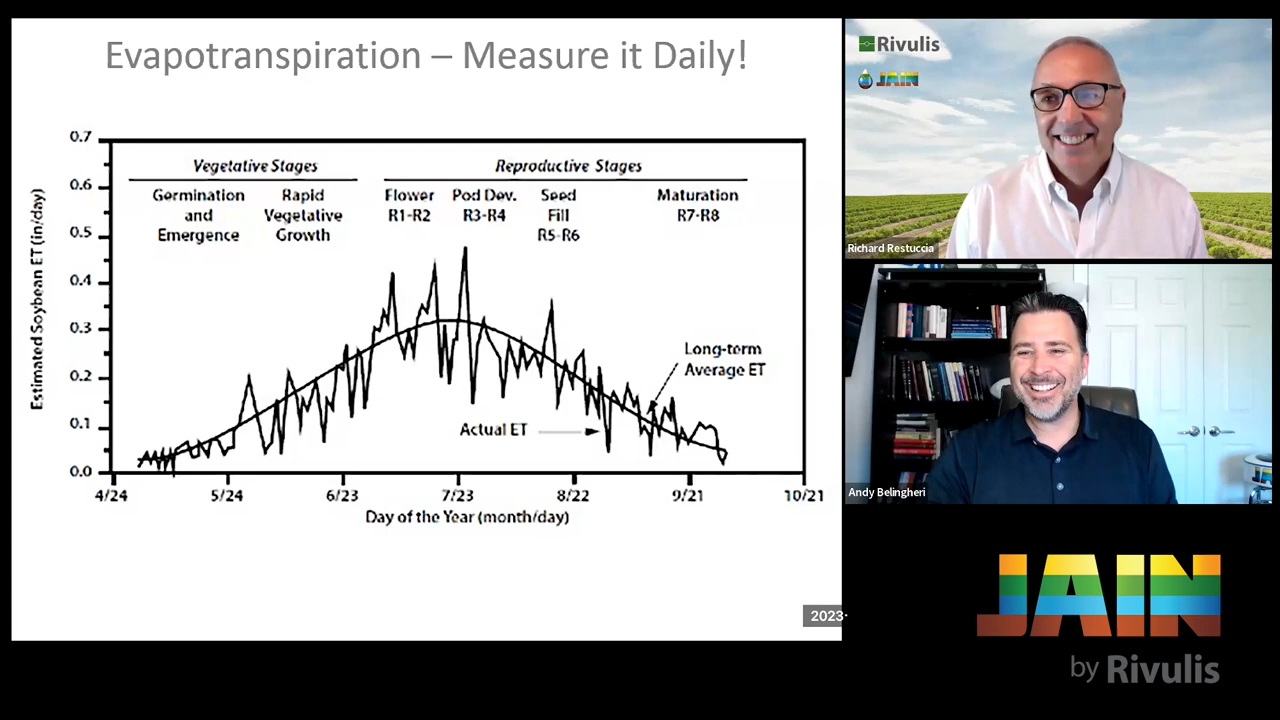 Evapotranspiration – Measure it Daily!
0.7
0.6
0.5
0.4
0.3
0.2
0.1
0.0
Estimated Soybean ET (in/day)
Vegetative Stages
Reproductive Stages
Germination
and
Emergence
Rapid
Vegetative
Growth
Flower
R1-R2
Pod Dev.
R3-R4
Seed
Fill
R5-R6
Maturation
R7-R8
Long-term
Average ET
Actual ET
4/24
5/24
6/23
7/23
8/22
9/21
10/21
Day of the Year (month/day)
2023-
Rivulis
JAIN
Richard Restuccia
Andy Belingheri
JAIN
by Rivulis